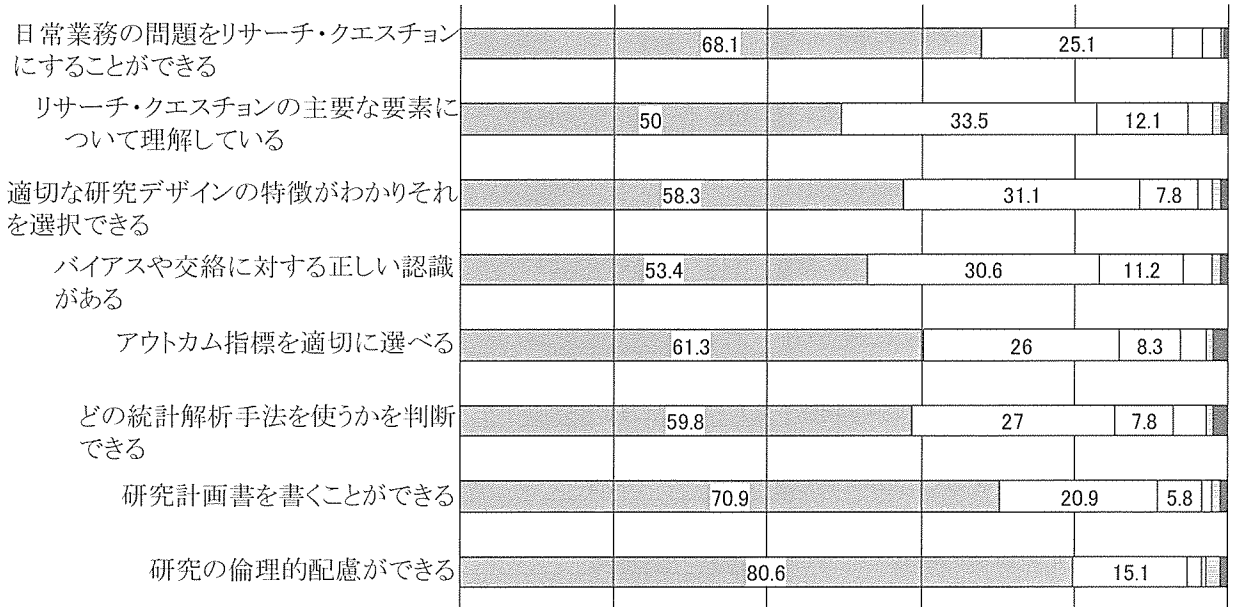 日常業務の問題をリサーチ・クエスチョン
にすることができる
68.1
25.1
リサーチ・クエスチョンの主要な要素に
ついて理解している
50
33.5
12.1
適切な研究デザインの特徴がわかりそれ
を選択できる
58.3
31.1
7.8
バイアスや交絡に対する正しい認識
がある
53.4
30.6
11.2
アウトカム指標を適切に選べる
61.3
26
8.3
どの統計解析手法を使うかを判断
できる
59.8
27
7.8
研究計画書を書くことができる
70.9
20.9
5.8
研究の倫理的配慮ができる
80.6
15.1